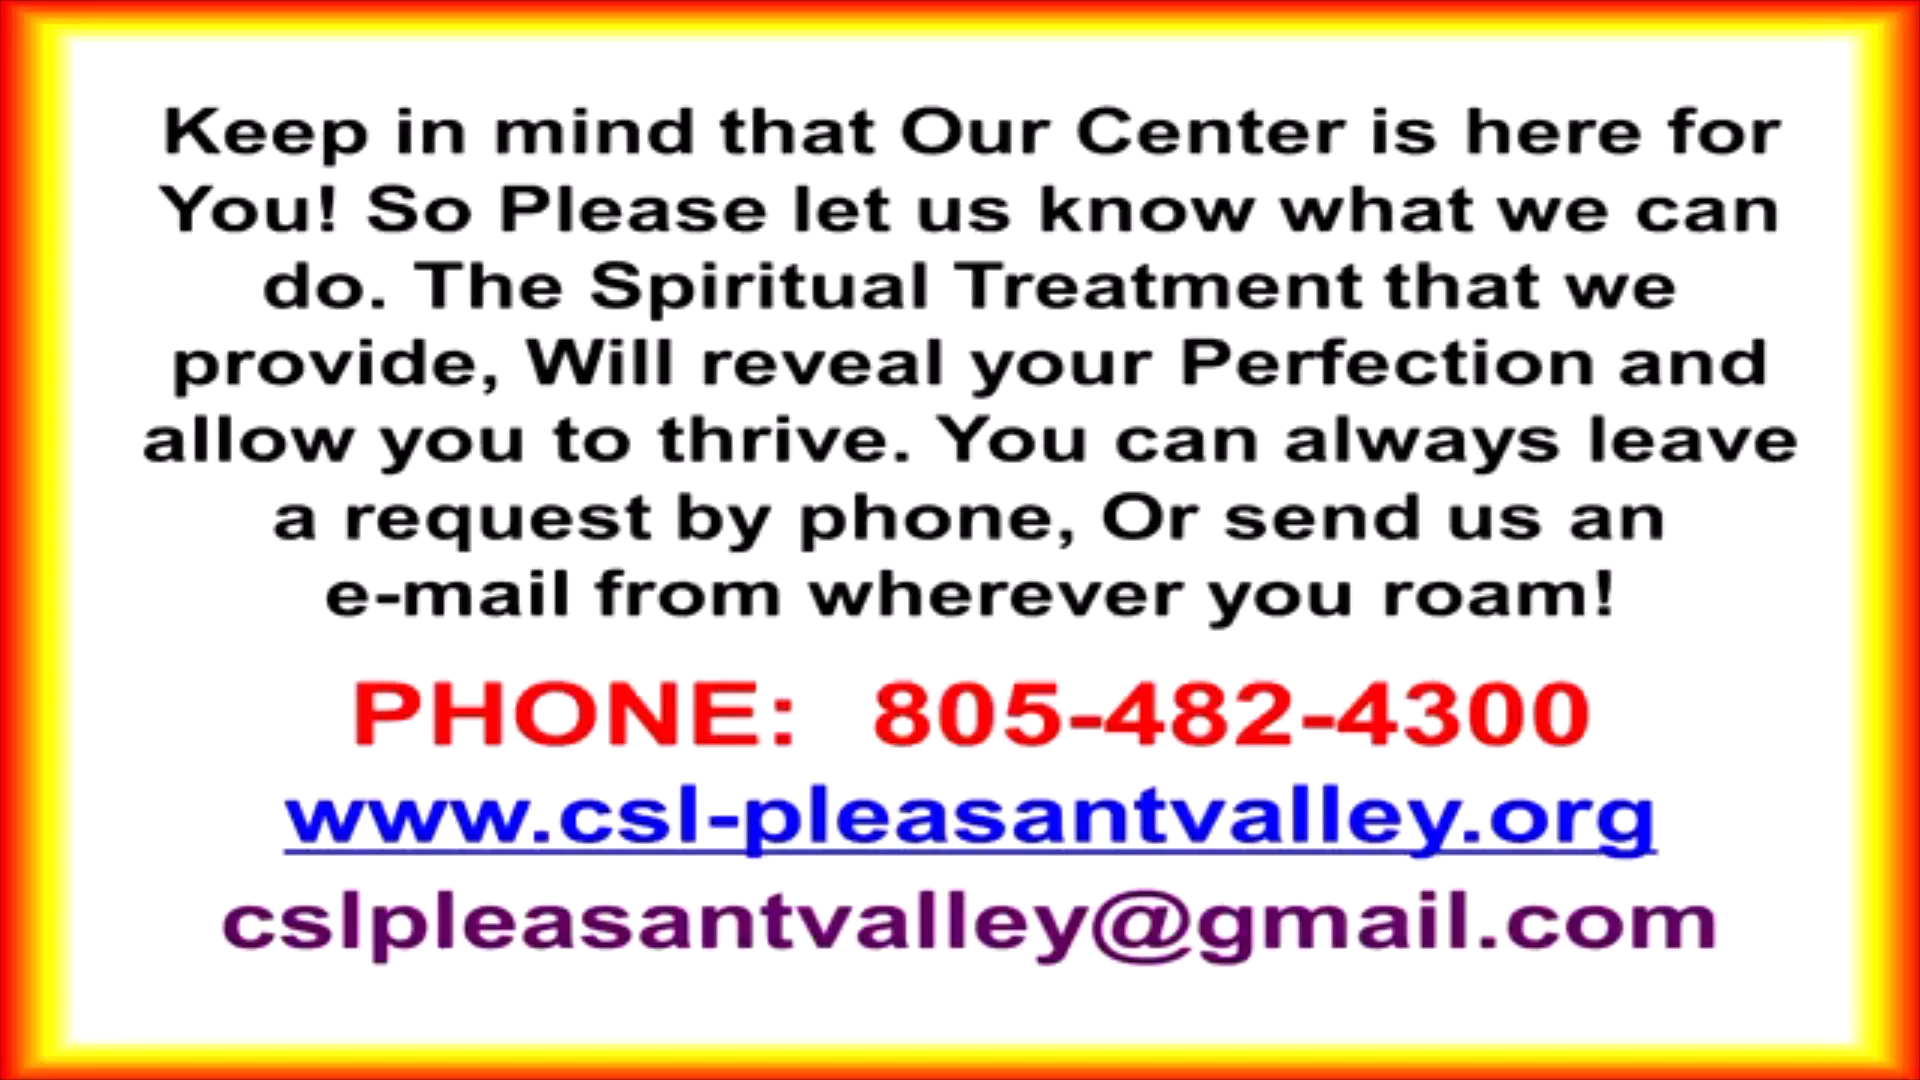 Keep in mind that Our Center is here for
You! So Please let us know what we can
do. The Spiritual Treatment that we
provide, Will reveal your Perfection and
allow you to thrive. You can always leave
a request by phone, Or send us an
e-mail from wherever you roam!
PHONE: 805-482-4300
www.csl-pleasantvalley.org
cslpleasantvalley@gmail.com